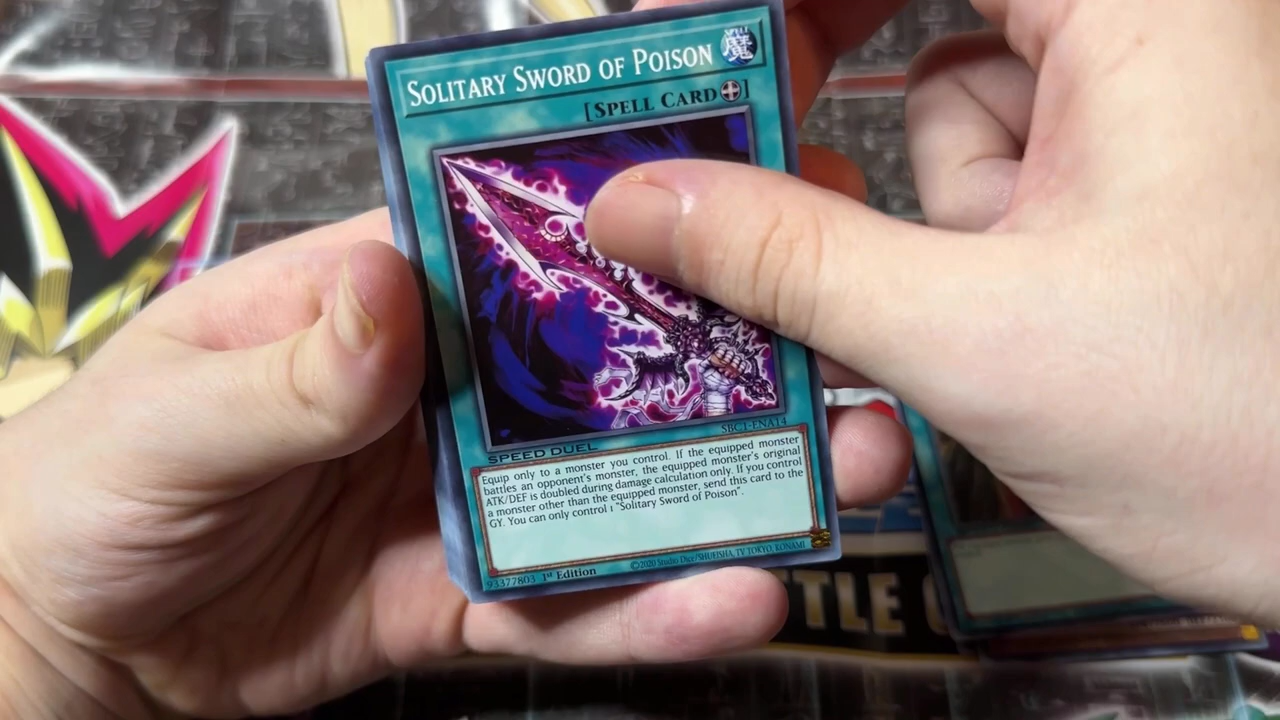 SOLITARY SWORD OF POISON
SPELL
魔
[SPELL CARD]
SRC1-ENA14
SPEED DUEL
Equip only to a monster you control. If the equipped monster
battles an opponent's monster, the equipped monster's original
ATK/DEF is doubled during damage calculation only. If you control
a monster other than the equipped monster, send this card to the
GY. You can only control 1 "Solitary Sword of Poison".
93377803 1st Edition
©2020 Studio Dice/SHUEISHA, TV TOKYO, KONAMI
TLE